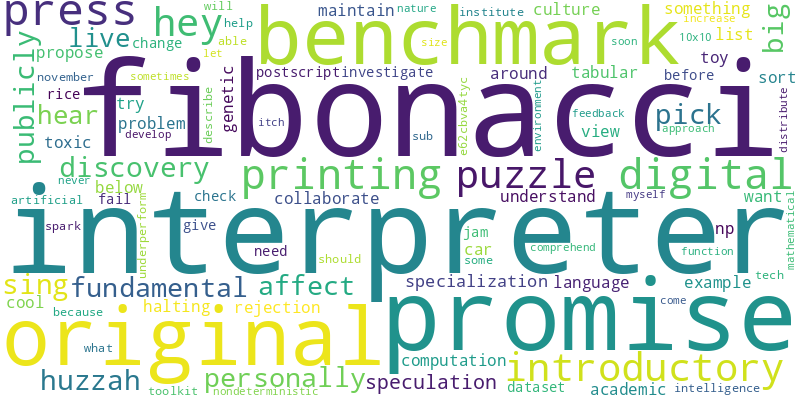 press
hey
benchmark
maintain
nature
institute
will
help
culture
something
increase
big
live
change
able
size
soon
10x10
list
propose
let
publicly
november
sometimes
postscript
investigate
around
tabular
before
toy
sort
rice
fibonacci
hear
try
genetic
problem
describe
develop
itch
sub
e62cbva4tyc
environment
feedback
view
approach
pick
distribute
toxic
discovery
printing
puzzle
digital
never
below
artificial
fail
underperform
check
collaborate
understand
myself
want
interpreter
spark
give
need
should
jam
car
some
comprehend
np
function
mathematical
sing
fundamental
affect
specialization
language
example
tech
cool
because
halting
rejection
original
promise
come
what
computation
introductory
huzzah
personally
speculation
toolkit
nondeterministic
dataset
academic
intelligence